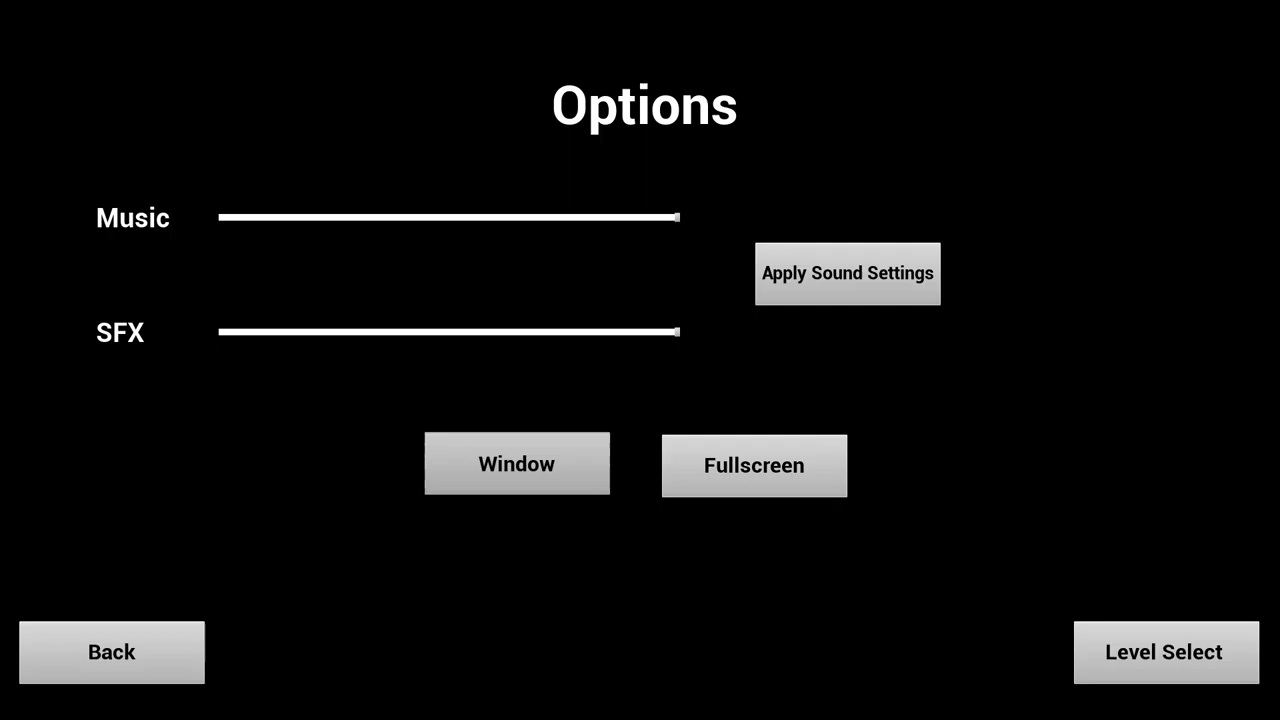 Options
Music
Apply Sound Settings
SFX
Window
Fullscreen
Back
Level Select